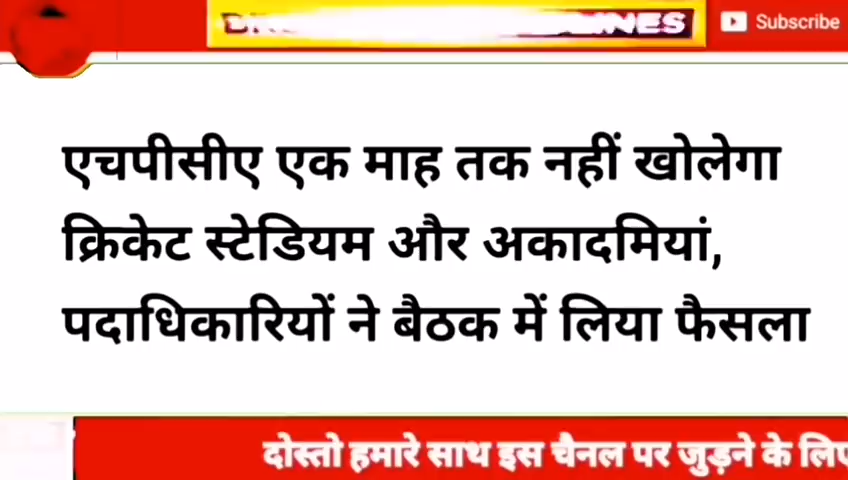 Subscribe
एचपीसीए एक माह तक नहीं खोलेगा
क्रिकेट स्टेडियम और अकादमियां,
पदाधिकारियों ने बैठक में लिया फैसला
दोस्तो हमारे साथ इस चैनल पर जुड़ने के लिए